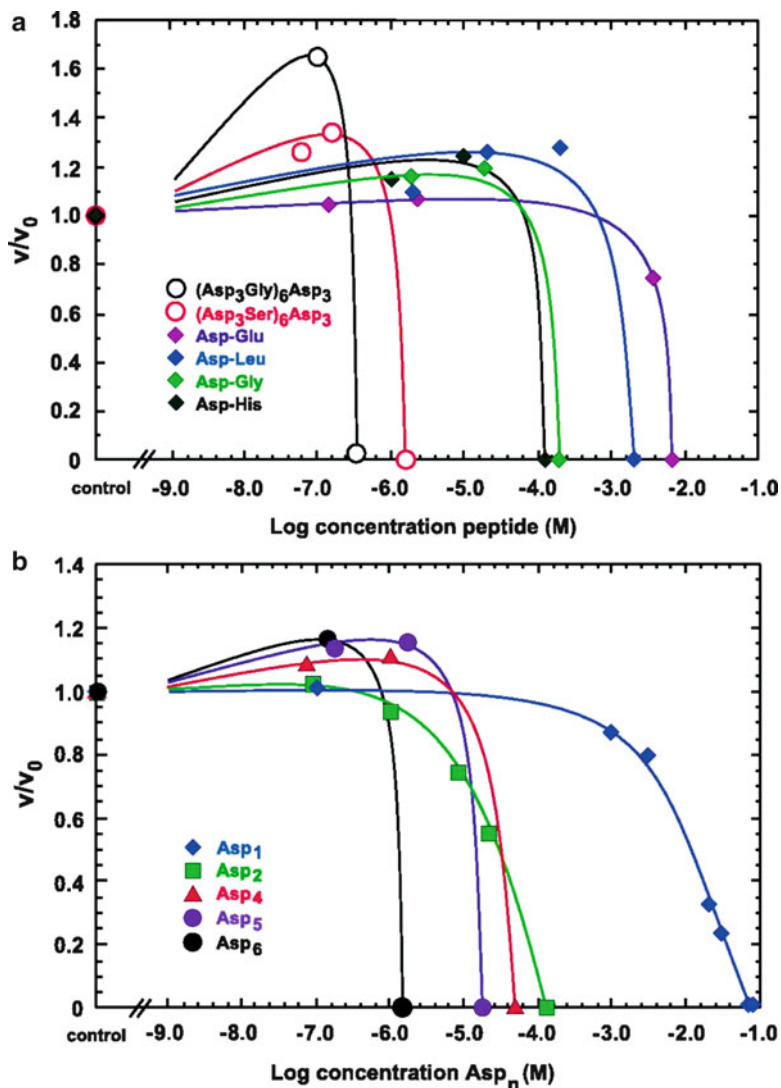 a
1.8
1.6
1.4
1.2
1.0
0.8
0.6
0.4
0.2
0
v/v0
(Asp3Gly)6Asp3
(Asp3Ser)6Asp3
Asp-Glu
Asp-Leu
Asp-Gly
Asp-His
control -9.0 -8.0 -7.0 -6.0 -5.0 -4.0 -3.0 -2.0 -1.0
Log concentration peptide (M)
b
1.4
1.2
1.0
0.8
0.6
0.4
0.2
0
v/v0
Asp1
Asp2
Asp4
Asp5
Asp6
control -9.0 -8.0 -7.0 -6.0 -5.0 -4.0 -3.0 -2.0 -1.0
Log concentration Aspn (M)